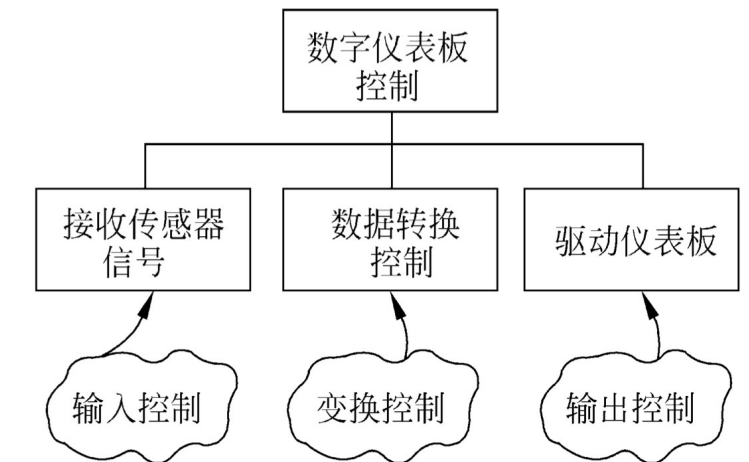 数字仪表板
控制
接收传感器
信号
数据转换
控制
驱动仪表板
输入控制
变换控制
输出控制